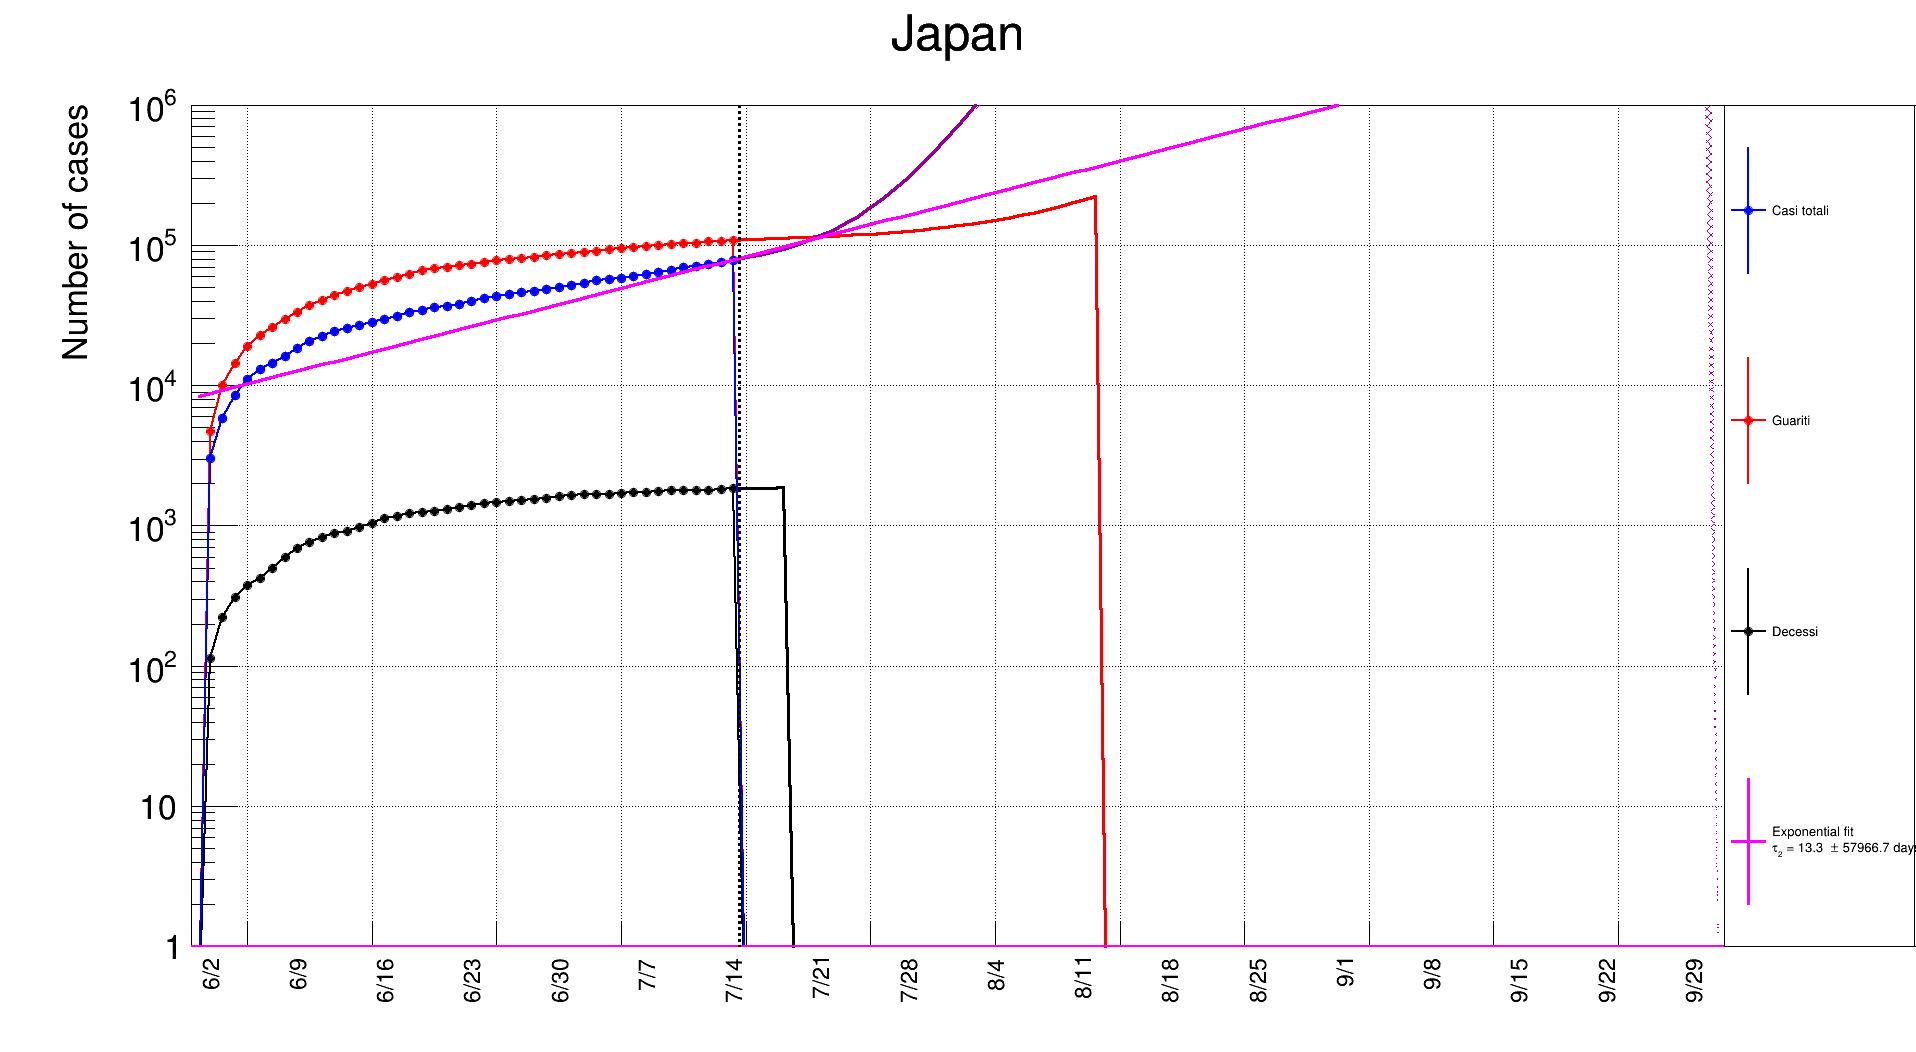 Japan
Number of cases
10^6
10^5
10^4
10^3
10^2
10
1
6/2 6/9 6/16 6/23 6/30 7/7 7/14 7/21 7/28 8/4 8/11 8/18 8/25 9/1 9/8 9/15 9/22 9/29
Casi totali
Guariti
Decessi
Exponential fit
τ_2 = 13.3 ± 57966.7 days